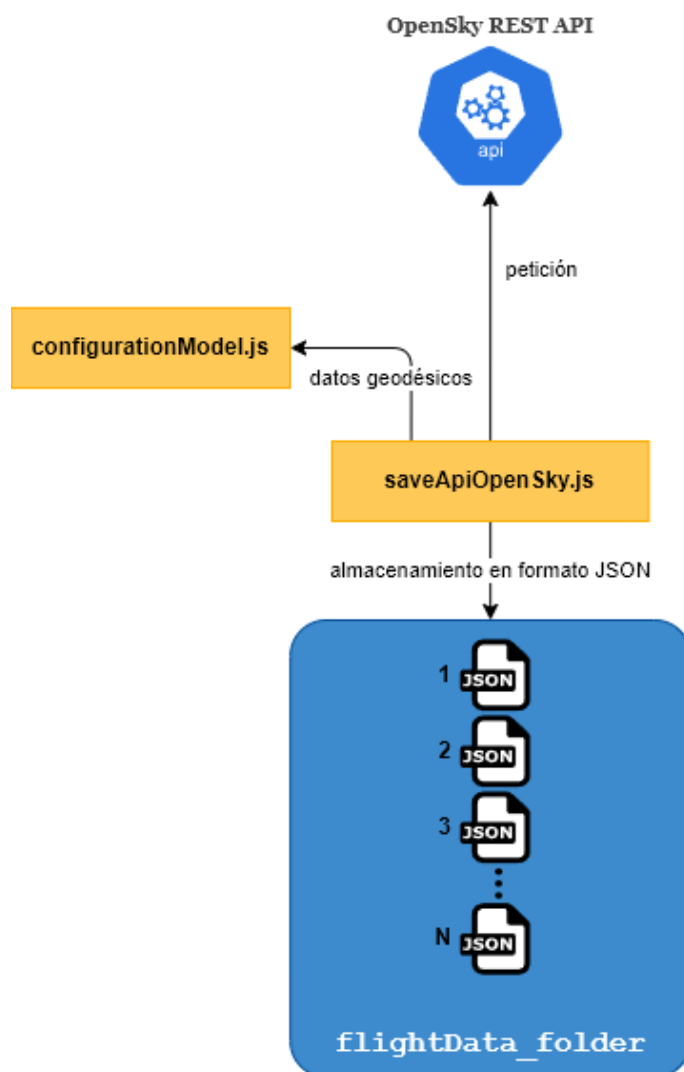 OpenSky REST API
api
petición
configurationModel.js
datos geodésicos
saveApiOpenSky.js
almacenamiento en formato JSON
1 JSON
2 JSON
3 JSON
N JSON
flightData_folder